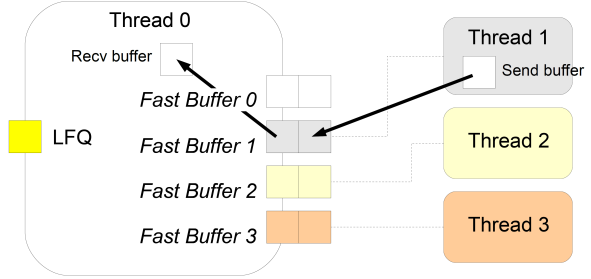 Thread 0
Thread 1
Recv buffer
Send buffer
Fast Buffer 0
LFQ
Fast Buffer 1
Thread 2
Fast Buffer 2
Thread 3
Fast Buffer 3